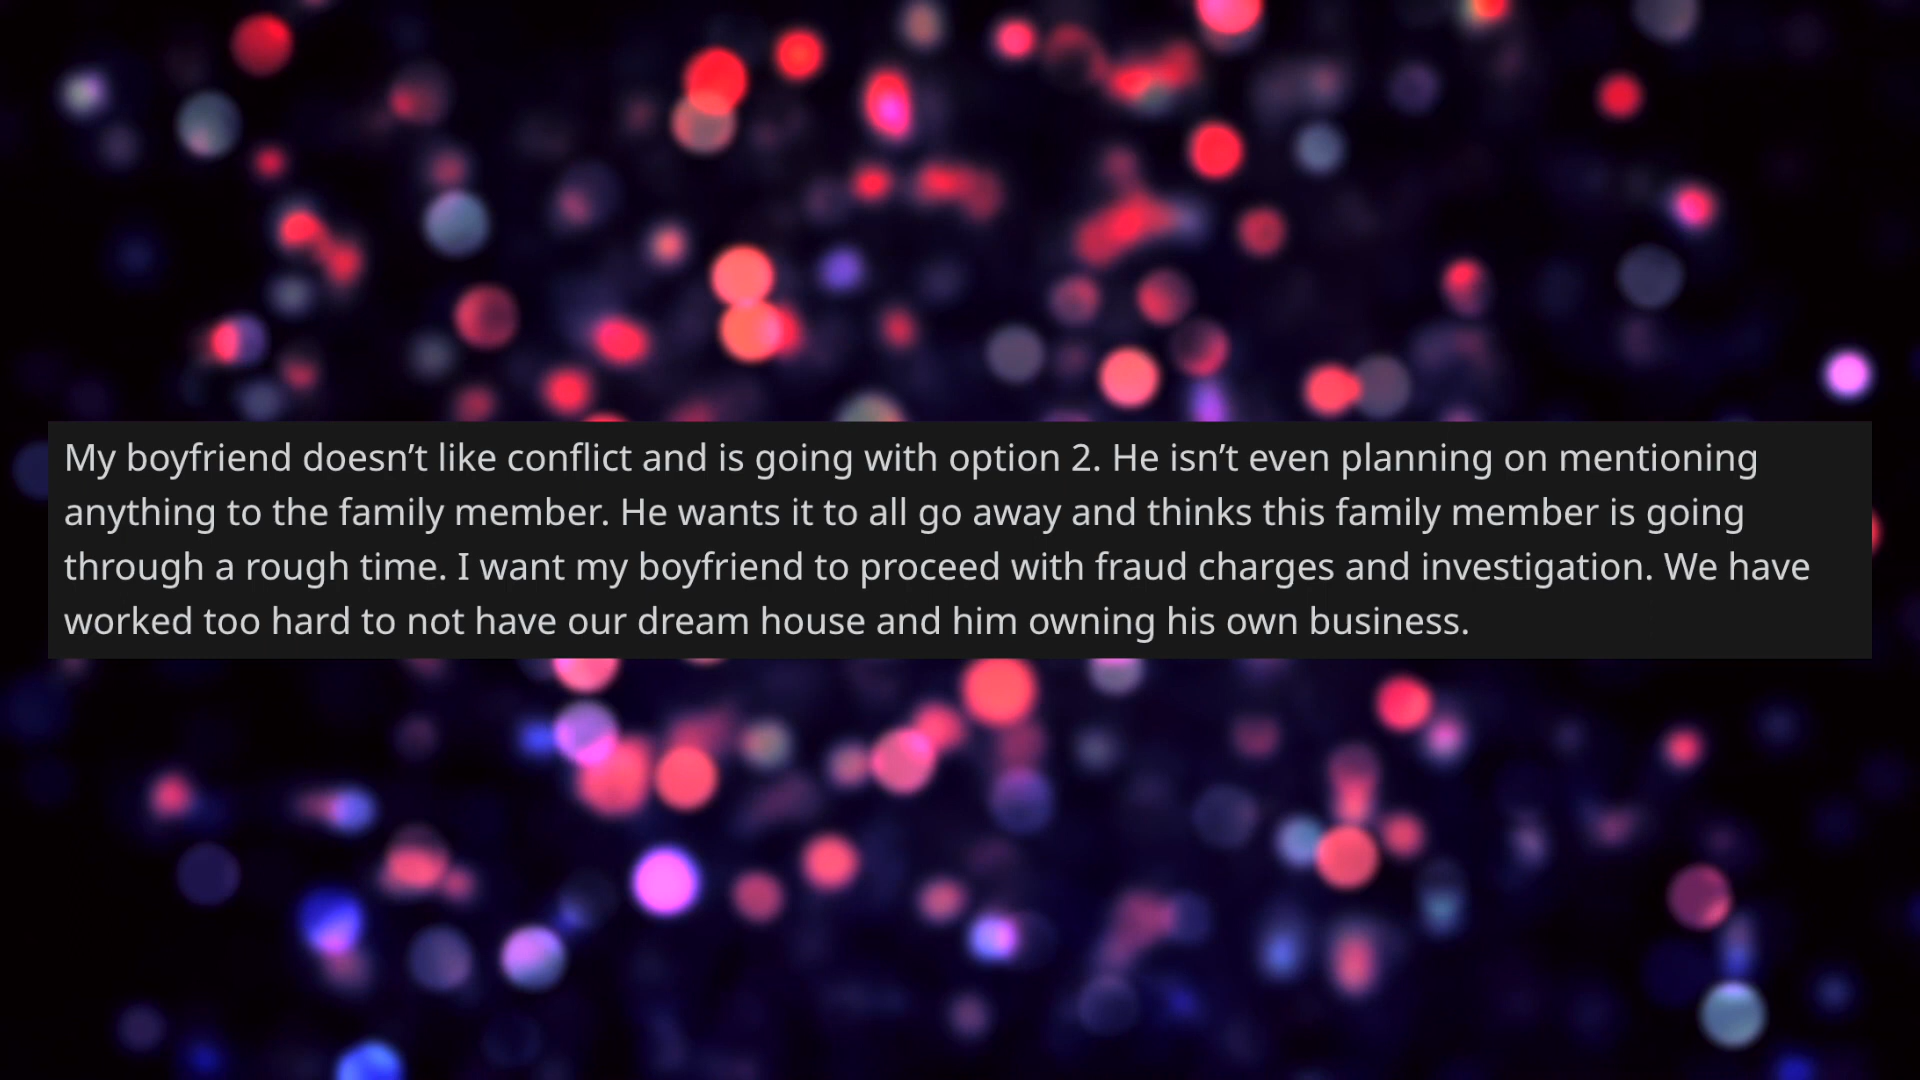 My boyfriend doesn’t like conflict and is going with option 2. He isn’t even planning on mentioning
anything to the family member. He wants it to all go away and thinks this family member is going
through a rough time. I want my boyfriend to proceed with fraud charges and investigation. We have
worked too hard to not have our dream house and him owning his own business.